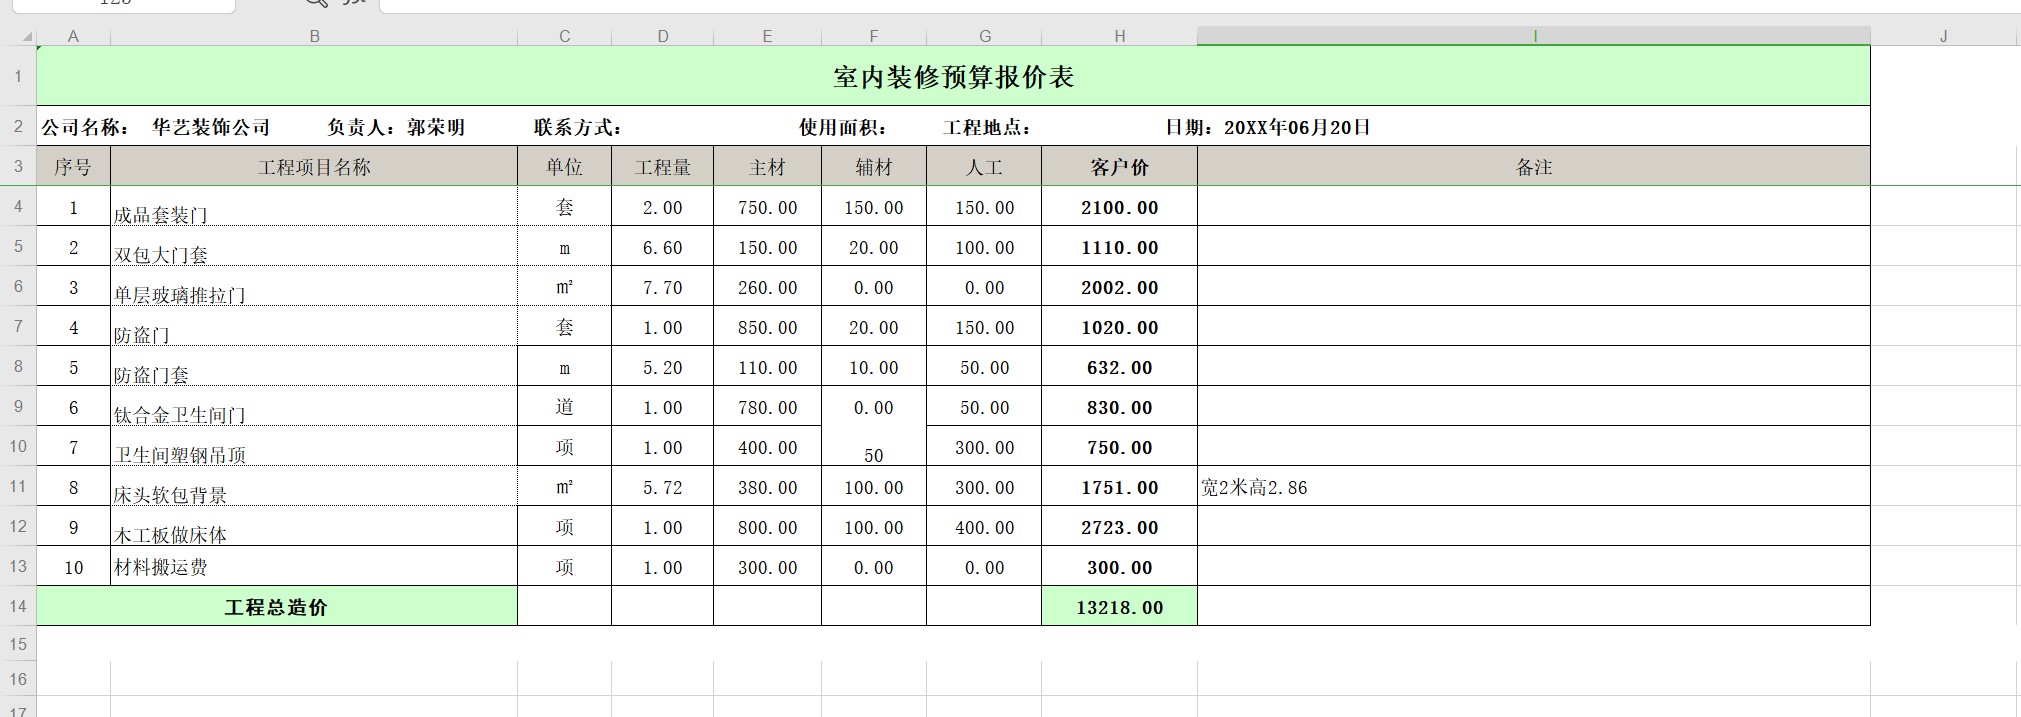 A B C D E F G H I J
1 室内装修预算报价表
2 公司名称： 华艺装饰公司 负责人：郭荣明 联系方式： 使用面积： 工程地点： 日期：20XX年06月20日
3 序号 工程项目名称 单位 工程量 主材 辅材 人工 客户价 备注
4 1 成品套装门 套 2.00 750.00 150.00 150.00 2100.00
5 2 双包大门套 m 6.60 150.00 20.00 100.00 1110.00
6 3 单层玻璃推拉门 m² 7.70 260.00 0.00 0.00 2002.00
7 4 防盗门 套 1.00 850.00 20.00 150.00 1020.00
8 5 防盗门套 m 5.20 110.00 10.00 50.00 632.00
9 6 钛合金卫生间门 道 1.00 780.00 0.00 50.00 830.00
10 7 卫生间塑钢吊顶 项 1.00 400.00 50 300.00 750.00
11 8 床头软包背景 m² 5.72 380.00 100.00 300.00 1751.00 宽2米高2.86
12 9 木工板做床体 项 1.00 800.00 100.00 400.00 2723.00
13 10 材料搬运费 项 1.00 300.00 0.00 0.00 300.00
14 工程总造价 13218.00
15
16
17